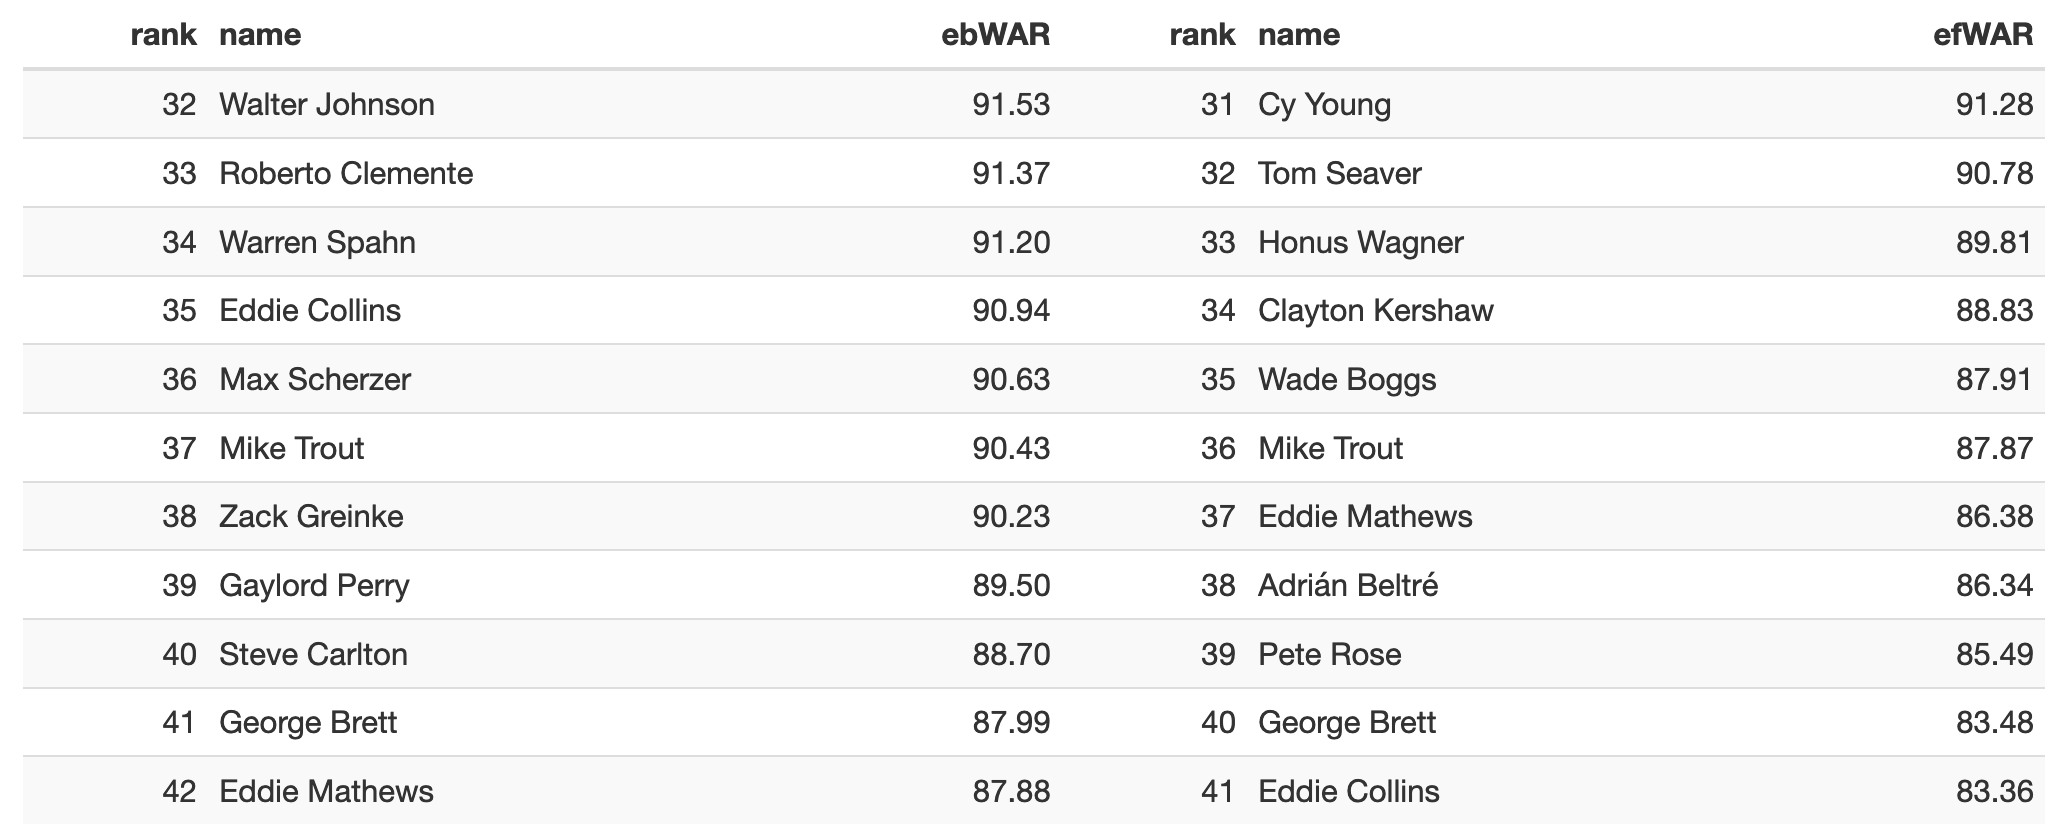 rank name ebWAR rank name efWAR
32 Walter Johnson 91.53 31 Cy Young 91.28
33 Roberto Clemente 91.37 32 Tom Seaver 90.78
34 Warren Spahn 91.20 33 Honus Wagner 89.81
35 Eddie Collins 90.94 34 Clayton Kershaw 88.83
36 Max Scherzer 90.63 35 Wade Boggs 87.91
37 Mike Trout 90.43 36 Mike Trout 87.87
38 Zack Greinke 90.23 37 Eddie Mathews 86.38
39 Gaylord Perry 89.50 38 Adrián Beltré 86.34
40 Steve Carlton 88.70 39 Pete Rose 85.49
41 George Brett 87.99 40 George Brett 83.48
42 Eddie Mathews 87.88 41 Eddie Collins 83.36